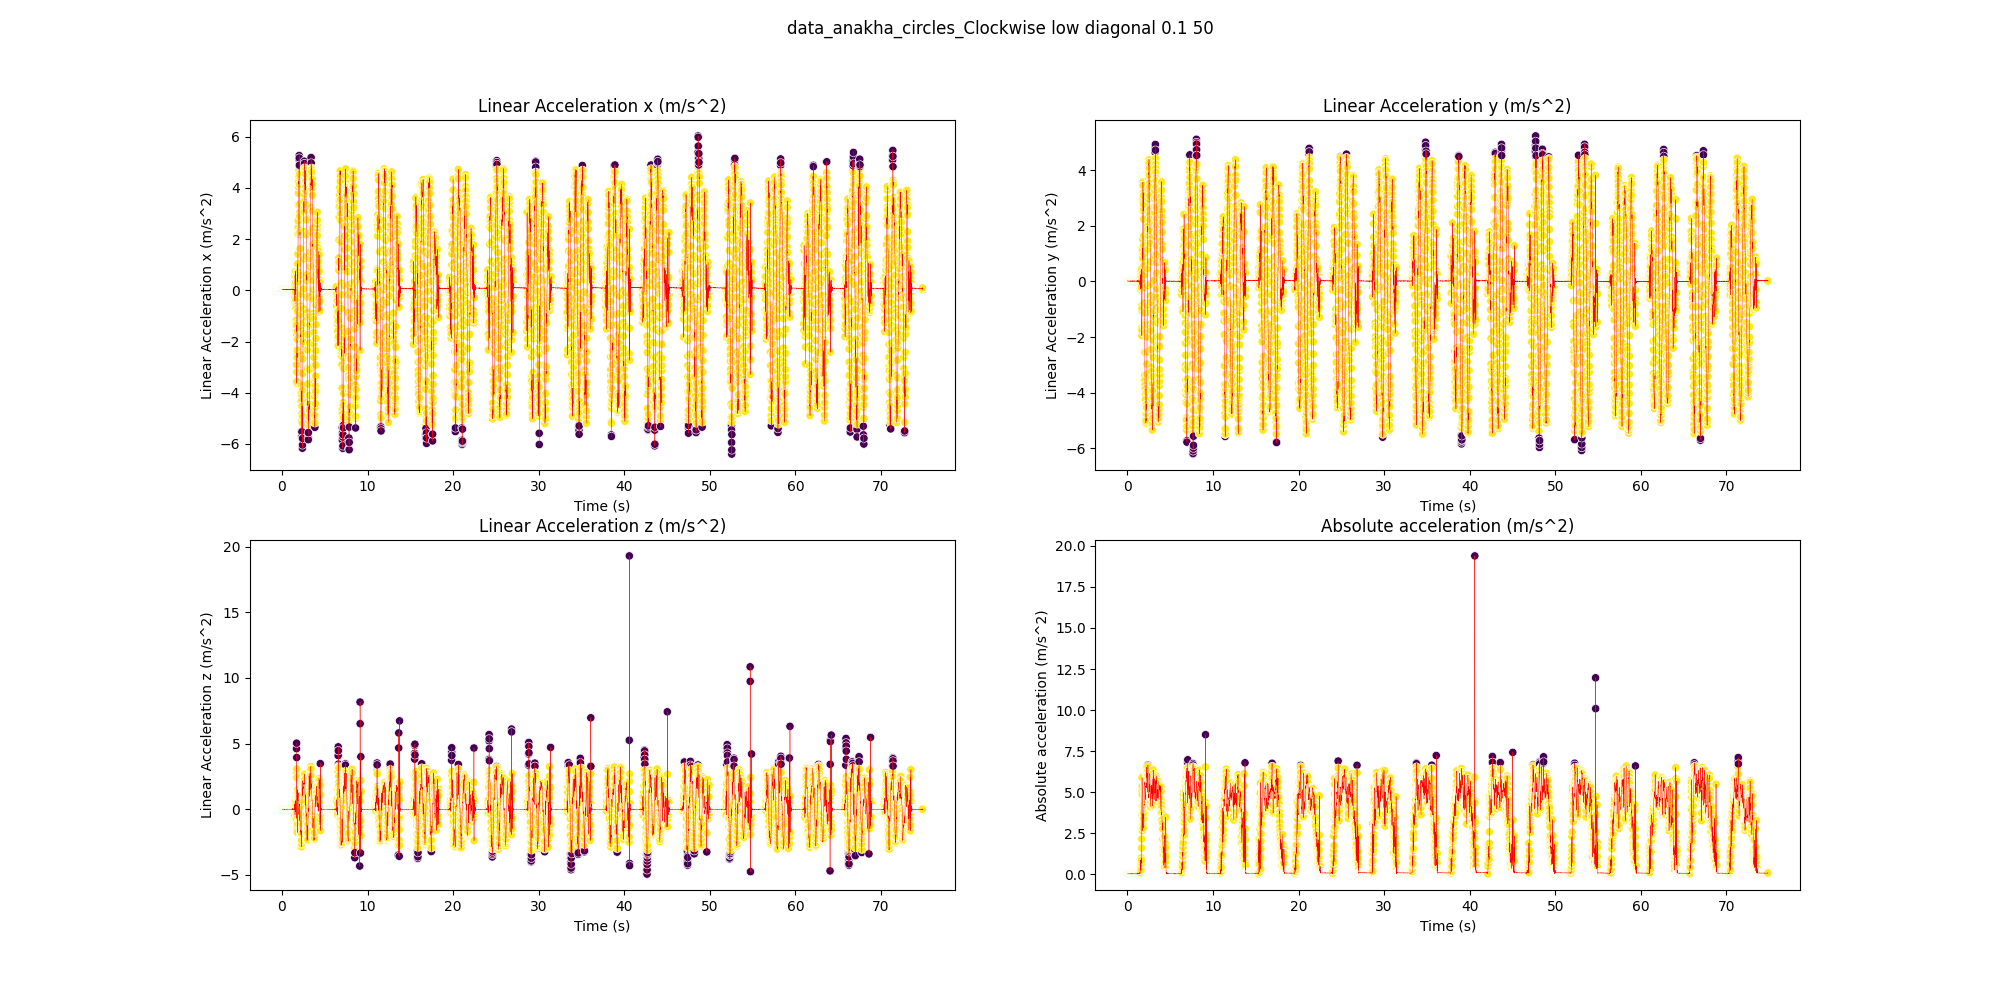 data_anakha_circles_Clockwise low diagonal 0.1 50
Linear Acceleration x (m/s^2)
Linear Acceleration x (m/s^2)
6
4
2
0
−2
−4
−6
0 10 20 30 40 50 60 70
Time (s)
Linear Acceleration y (m/s^2)
Linear Acceleration y (m/s^2)
4
2
0
−2
−4
−6
0 10 20 30 40 50 60 70
Time (s)
Linear Acceleration z (m/s^2)
Linear Acceleration z (m/s^2)
20
15
10
5
0
−5
0 10 20 30 40 50 60 70
Time (s)
Absolute acceleration (m/s^2)
Absolute acceleration (m/s^2)
20.0
17.5
15.0
12.5
10.0
7.5
5.0
2.5
0.0
0 10 20 30 40 50 60 70
Time (s)